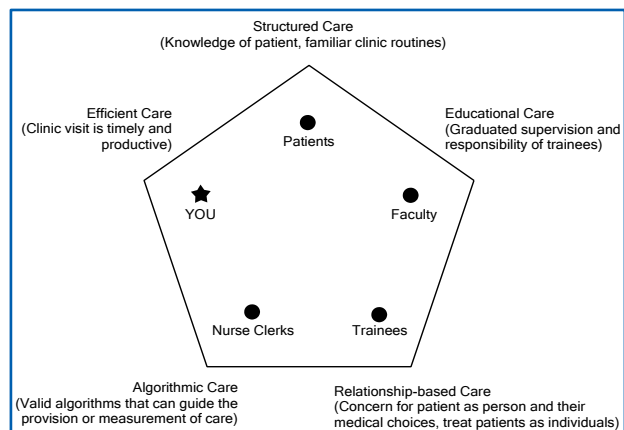 Structured Care
(Knowledge of patient, familiar clinic routines)
Efficient Care
(Clinic visit is timely and
productive)
Educational Care
(Graduated supervision and
responsibility of trainees)
Patients
YOU
Faculty
Nurse Clerks
Trainees
Algorithmic Care
(Valid algorithms that can guide the
provision or measurement of care)
Relationship-based Care
(Concern for patient as person and their
medical choices, treat patients as individuals)